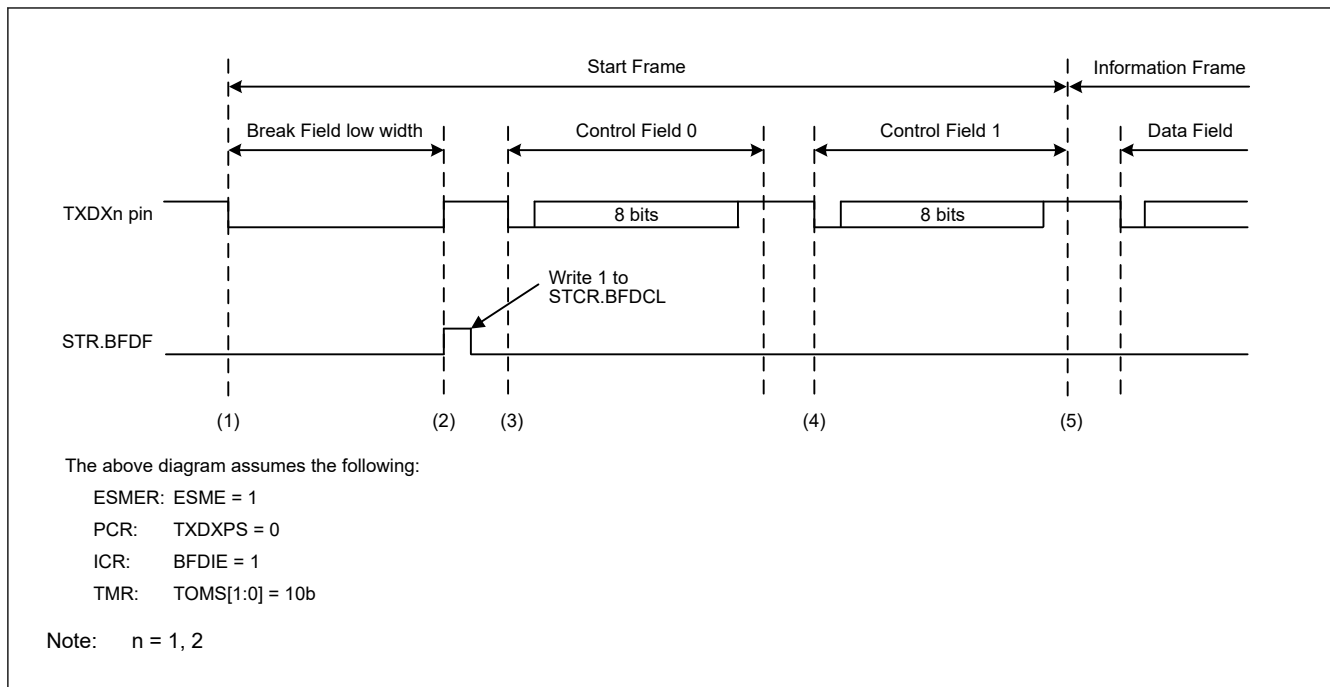 Start Frame
Information Frame
Break Field low width
Control Field 0
Control Field 1
Data Field
TXDXn pin
8 bits
8 bits
Write 1 to
STCR.BFDCL
STR.BFDF
(1)
(2)
(3)
(4)
(5)
The above diagram assumes the following:
ESMER: ESME = 1
PCR: TXDXPS = 0
ICR: BFDIE = 1
TMR: TOMS[1:0] = 10b
Note: n = 1, 2